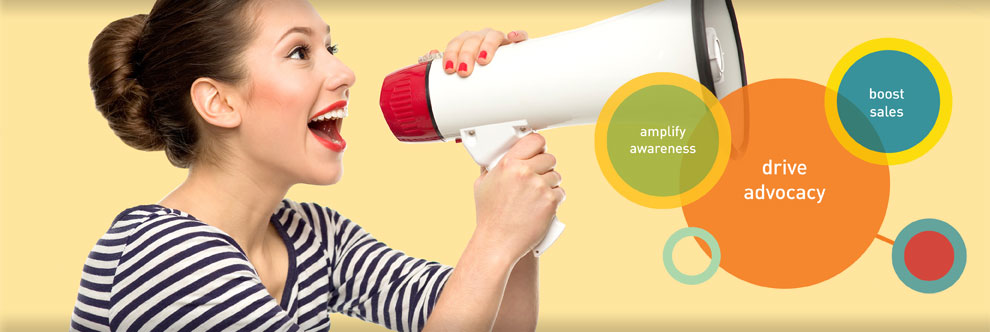 amplify
awareness
drive
advocacy
boost
sales